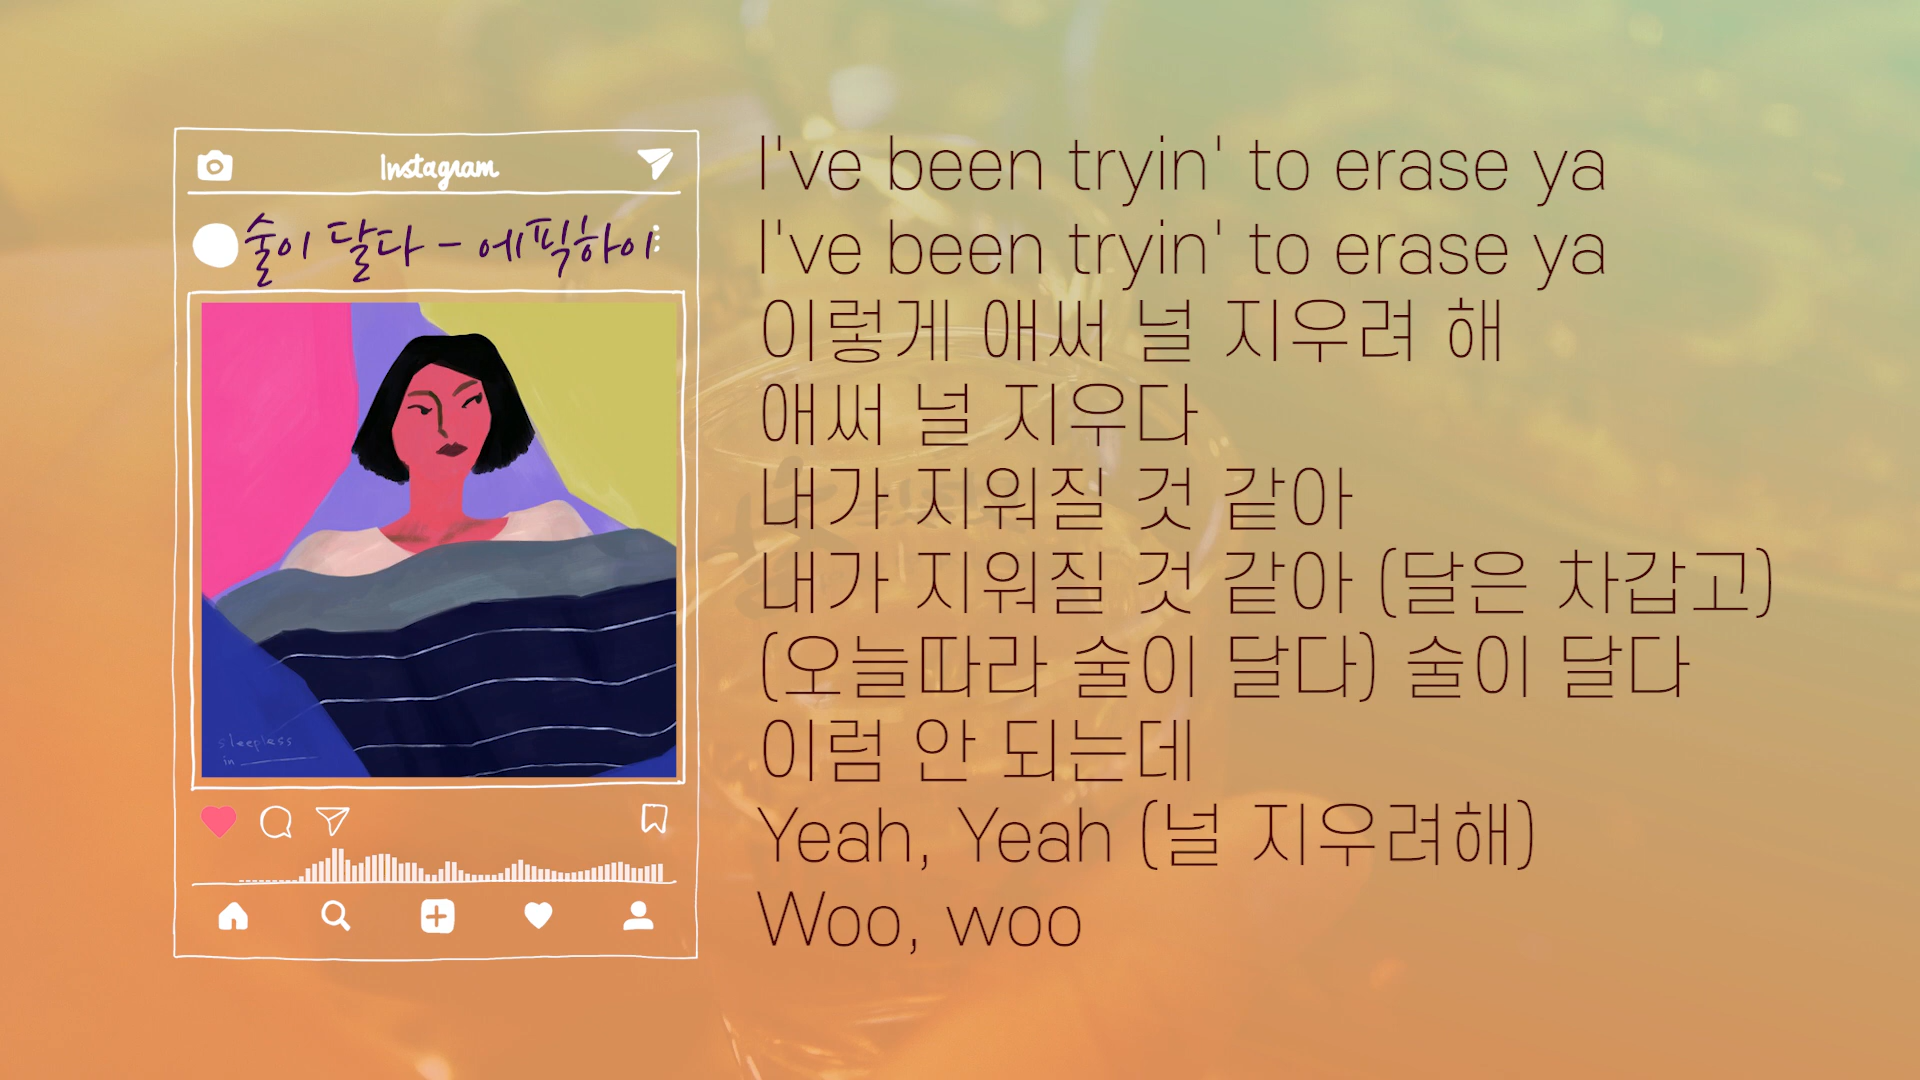 Instagram
술이 달다 - 에픽하이
sleepless
in
I've been tryin' to erase ya
I've been tryin' to erase ya
이렇게 애써 널 지우려 해
애써 널 지우다
내가 지워질 것 같아
내가 지워질 것 같아 (달은 차갑고)
(오늘따라 술이 달다) 술이 달다
이럼 안 되는데
Yeah, Yeah (널 지우려해)
Woo, woo